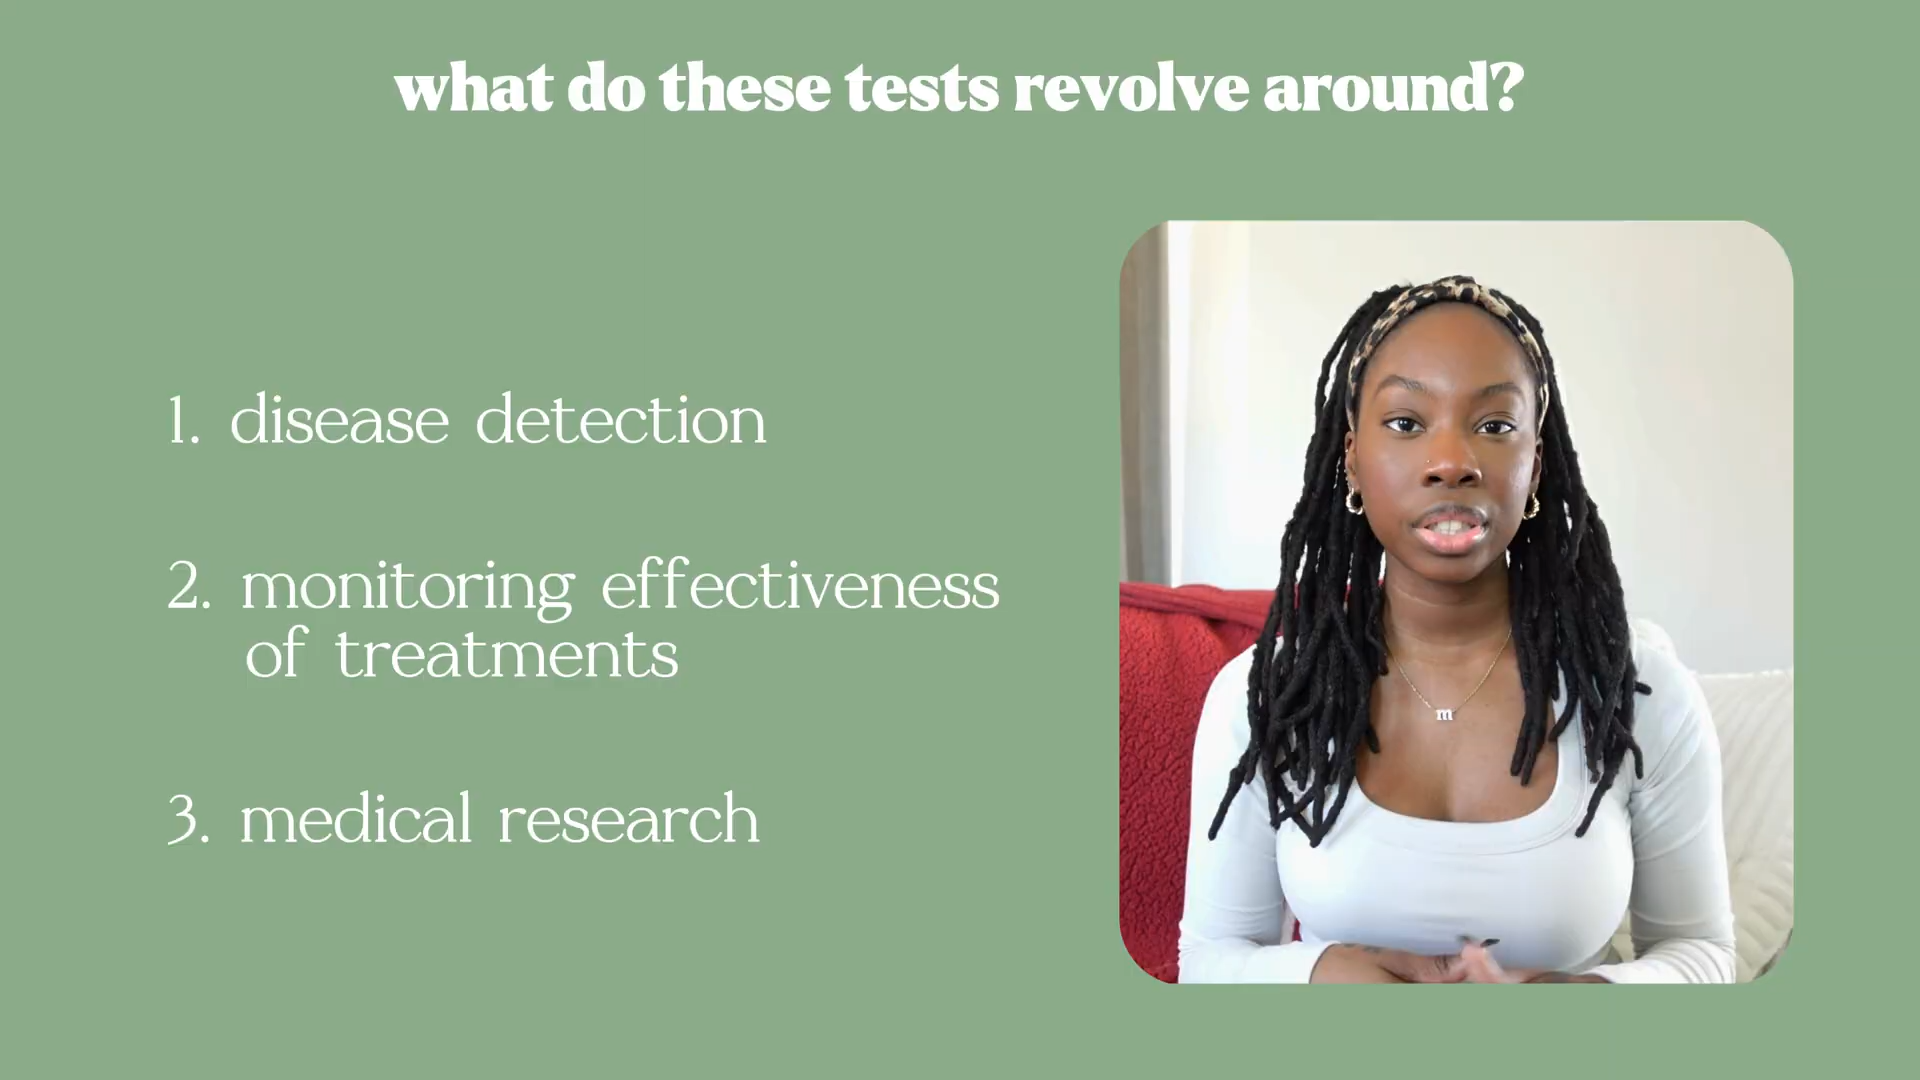 what do these tests revolve around?
1. disease detection
2. monitoring effectiveness
of treatments
3. medical research
m